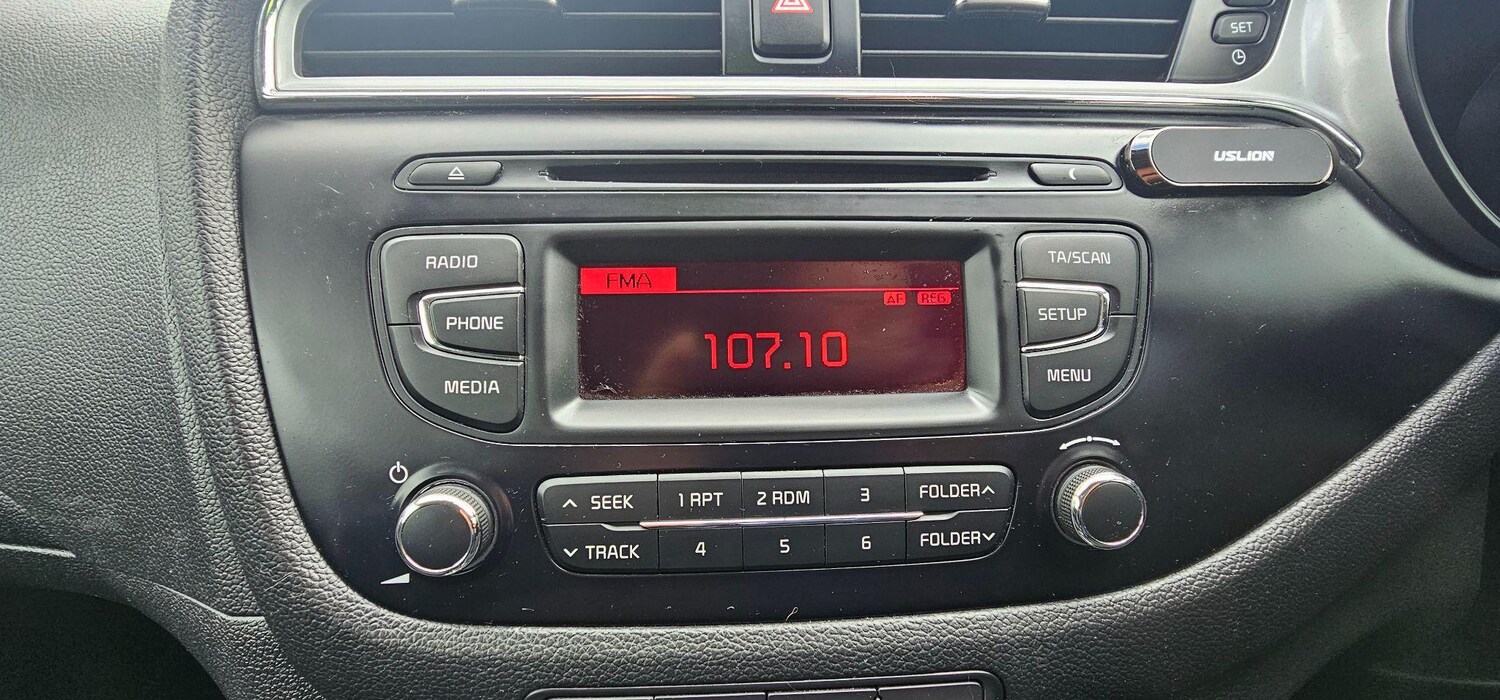 SET
USLION
RADIO
PHONE
MEDIA
FMA
AF REG
107.10
TA/SCAN
SETUP
MENU
SEEK 1 RPT 2 RDM 3 FOLDER
TRACK 4 5 6 FOLDER